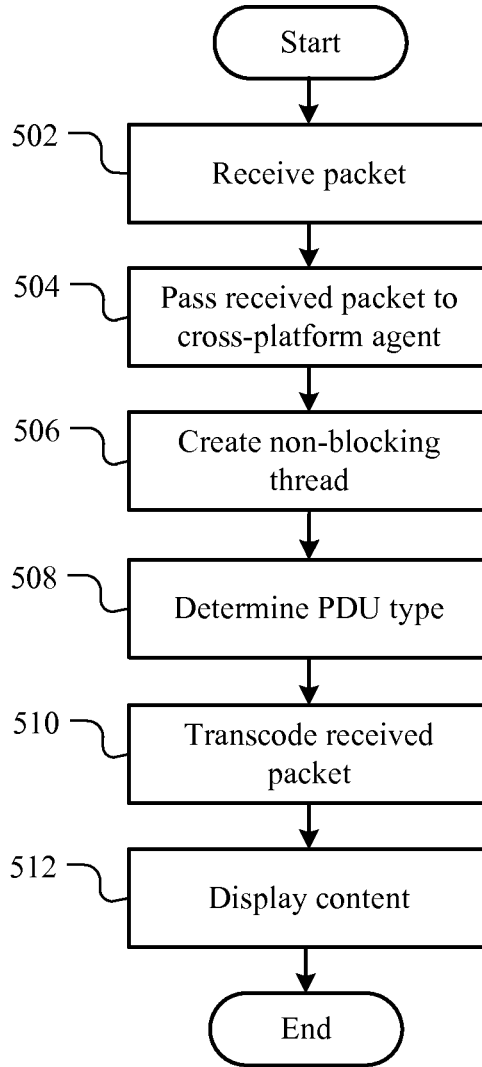 Start
502
Receive packet
504
Pass received packet to
cross-platform agent
506
Create non-blocking
thread
508
Determine PDU type
510
Transcode received
packet
512
Display content
End